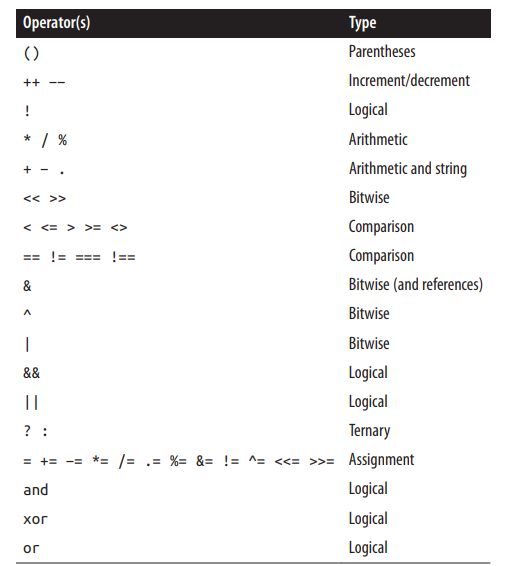 Operator(s) Type
() Parentheses
++ -- Increment/decrement
! Logical
* / % Arithmetic
+ - . Arithmetic and string
<< >> Bitwise
< <= > >= <> Comparison
== != === !== Comparison
& Bitwise (and references)
^ Bitwise
| Bitwise
&& Logical
|| Logical
? : Ternary
= += -= *= /= .= %= &= != ^= <<= >>= Assignment
and Logical
xor Logical
or Logical